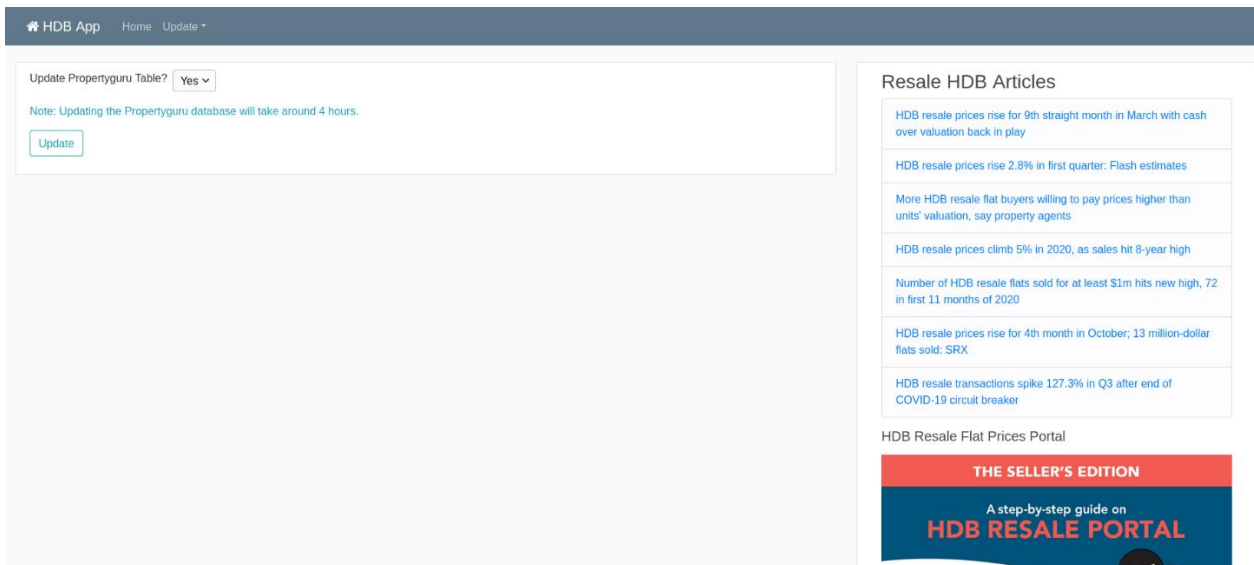 HDB App Home Update
Update Propertyguru Table? Yes
Note: Updating the Propertyguru database will take around 4 hours.
Update
Resale HDB Articles
HDB resale prices rise for 9th straight month in March with cash
over valuation back in play
HDB resale prices rise 2.8% in first quarter: Flash estimates
More HDB resale flat buyers willing to pay prices higher than
units' valuation, say property agents
HDB resale prices climb 5% in 2020, as sales hit 8-year high
Number of HDB resale flats sold for at least $1m hits new high, 72
in first 11 months of 2020
HDB resale prices rise for 4th month in October; 13 million-dollar
flats sold: SRX
HDB resale transactions spike 127.3% in Q3 after end of
COVID-19 circuit breaker
HDB Resale Flat Prices Portal
THE SELLER'S EDITION
A step-by-step guide on
HDB RESALE PORTAL